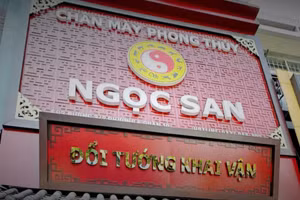 CHÂN MÀY PHONG THỦY
NGỌC SAN
ĐỔI TƯỚNG KHAI VẬN